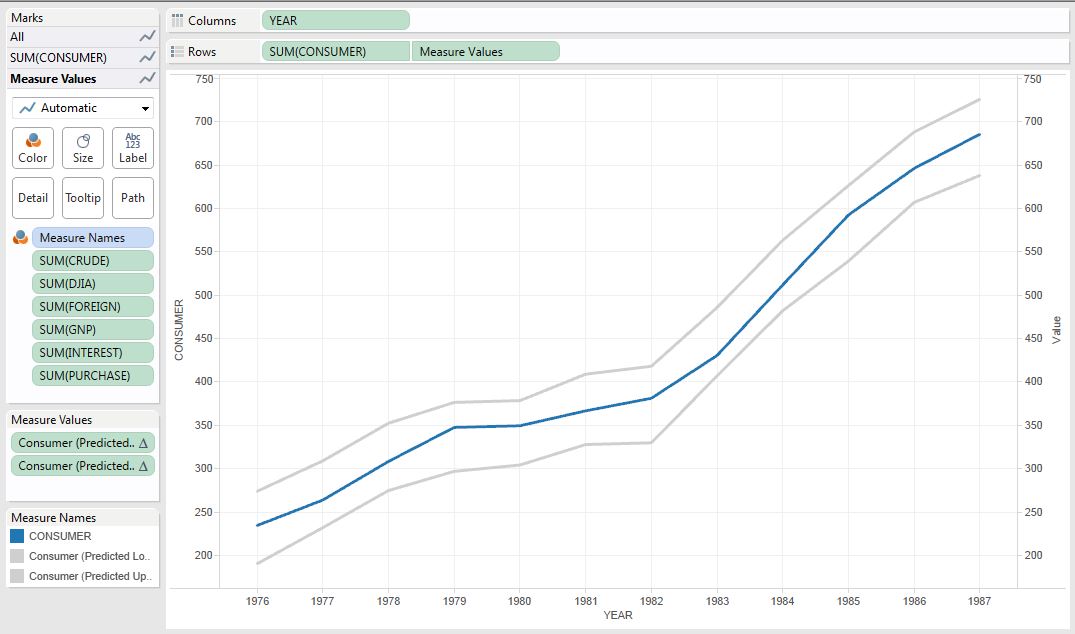 Marks
All
SUM(CONSUMER)
Measure Values
Automatic
Color
Size
Abc
123
Label
Detail
Tooltip
Path
Measure Names
SUM(CRUDE)
SUM(DJIA)
SUM(FOREIGN)
SUM(GNP)
SUM(INTEREST)
SUM(PURCHASE)
Measure Values
Consumer (Predicted.. Δ
Consumer (Predicted.. Δ
Measure Names
CONSUMER
Consumer (Predicted Lo..
Consumer (Predicted Up..
Columns
YEAR
Rows
SUM(CONSUMER)
Measure Values
CONSUMER
750
700
650
600
550
500
450
400
350
300
250
200
750
700
650
600
550
500
450
400
350
300
250
200
Value
1976 1977 1978 1979 1980 1981 1982 1983 1984 1985 1986 1987
YEAR